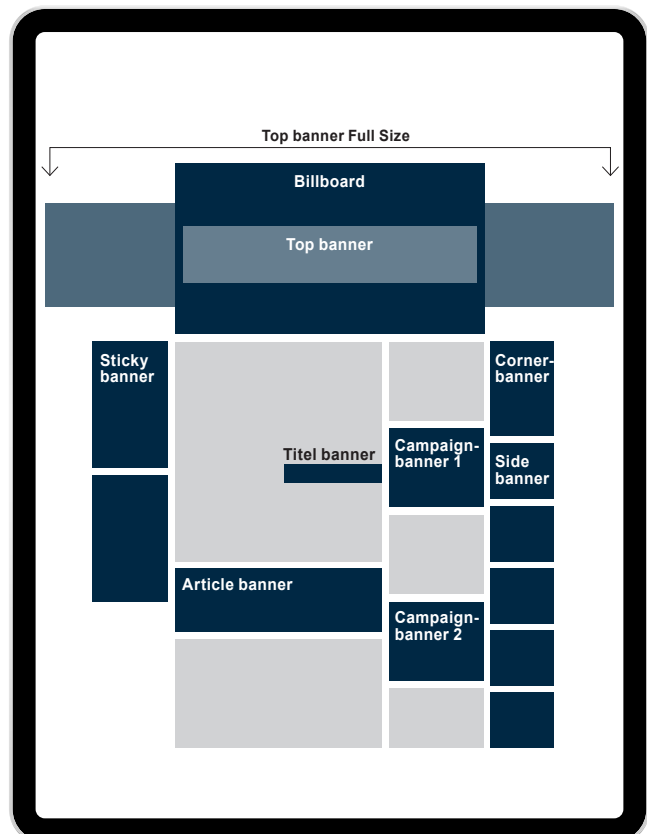 Top banner Full Size
Billboard
Top banner
Sticky
banner
Corner-
banner
Titel banner
Campaign-
banner 1
Side
banner
Article banner
Campaign-
banner 2